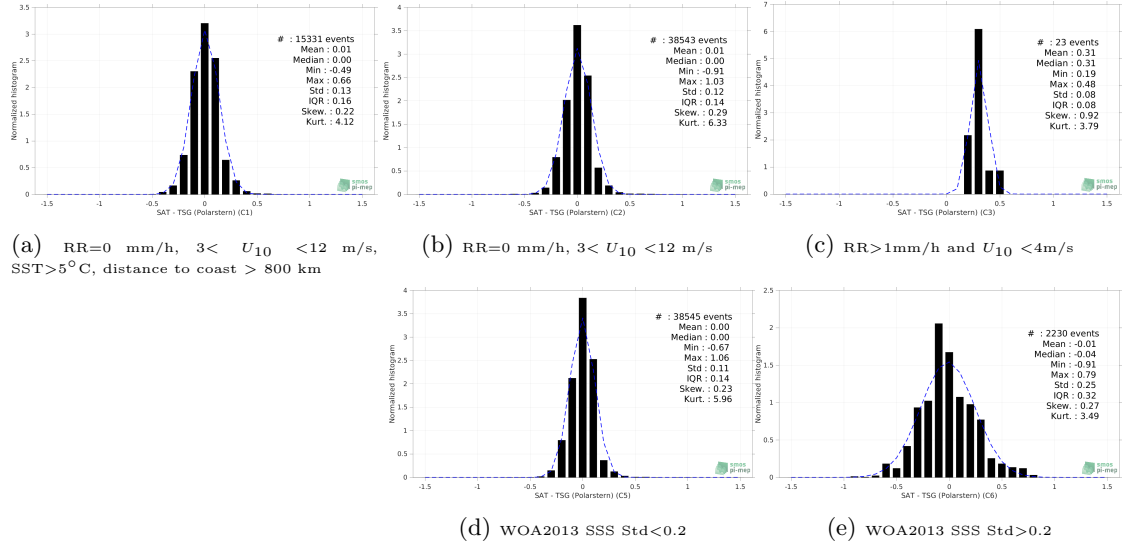 3.5
3
2.5
2
1.5
1
0.5
0
Normalized histogram
# : 15331 events
Mean : 0.01
Median : 0.00
Min : -0.49
Max : 0.66
Std : 0.13
IQR : 0.16
Skew. : 0.22
Kurt. : 4.12
smos
pi-mep
-1.5 -1 -0.5 0 0.5 1 1.5
SAT - TSG (Polarstern) (C1)
(a) RR=0 mm/h, 3< U10 <12 m/s,
SST>5°C, distance to coast > 800 km
4
3.5
3
2.5
2
1.5
1
0.5
0
Normalized histogram
# : 38543 events
Mean : 0.01
Median : 0.00
Min : -0.91
Max : 1.03
Std : 0.12
IQR : 0.14
Skew. : 0.29
Kurt. : 6.33
smos
pi-mep
-1.5 -1 -0.5 0 0.5 1 1.5
SAT - TSG (Polarstern) (C2)
(b) RR=0 mm/h, 3< U10 <12 m/s
7
6
5
4
3
2
1
0
Normalized histogram
# : 23 events
Mean : 0.31
Median : 0.31
Min : 0.19
Max : 0.48
Std : 0.08
IQR : 0.08
Skew. : 0.92
Kurt. : 3.79
smos
pi-mep
-1.5 -1 -0.5 0 0.5 1 1.5
SAT - TSG (Polarstern) (C3)
(c) RR>1mm/h and U10 <4m/s
4
3.5
3
2.5
2
1.5
1
0.5
0
Normalized histogram
# : 38545 events
Mean : 0.00
Median : 0.00
Min : -0.67
Max : 1.06
Std : 0.11
IQR : 0.14
Skew. : 0.23
Kurt. : 5.96
smos
pi-mep
-1.5 -1 -0.5 0 0.5 1 1.5
SAT - TSG (Polarstern) (C5)
(d) WOA2013 SSS Std<0.2
2.5
2
1.5
1
0.5
0
Normalized histogram
# : 2230 events
Mean : -0.01
Median : -0.04
Min : -0.91
Max : 0.79
Std : 0.25
IQR : 0.32
Skew. : 0.27
Kurt. : 3.49
smos
pi-mep
-1.5 -1 -0.5 0 0.5 1 1.5
SAT - TSG (Polarstern) (C6)
(e) WOA2013 SSS Std>0.2